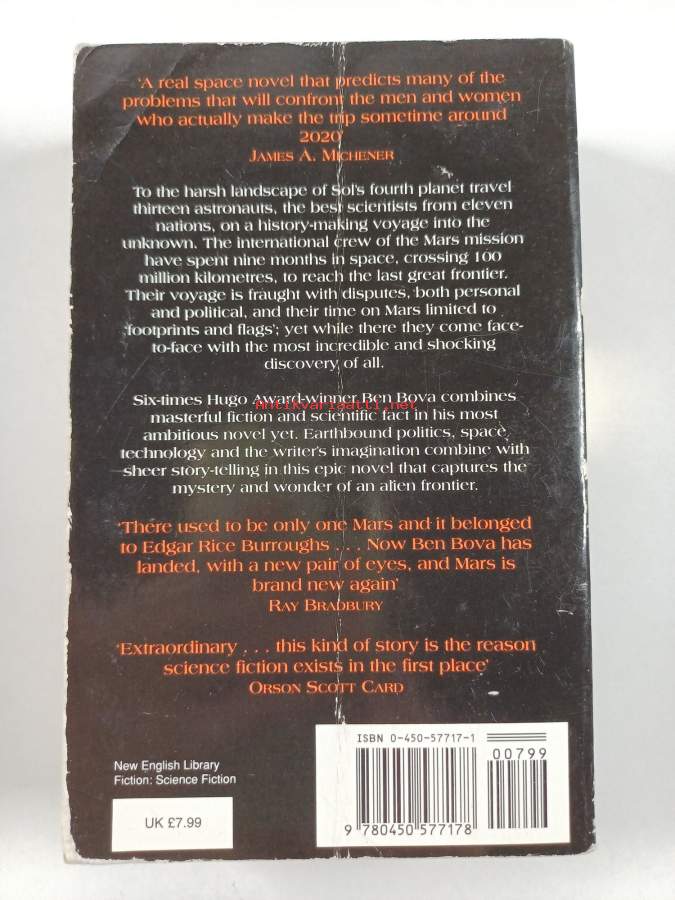 'A real space novel that predicts many of the
problems that will confront the men and women
who actually make the trip sometime around
2020'
JAMES A. MICHENER
To the harsh landscape of Sol's fourth planet travel
thirteen astronauts, the best scientists from eleven
nations, on a history-making voyage into the
unknown. The international crew of the Mars mission
have spent nine months in space, crossing 100
million kilometres, to reach the last great frontier.
Their voyage is fraught with disputes, both personal
and political, and their time on Mars limited to
'footprints and flags'; yet while there they come face-
to-face with the most incredible and shocking
discovery of all.
Six-times Hugo Award-winner Ben Bova combines
Antikvariaatti.net
masterful fiction and scientific fact in his most
ambitious novel yet. Earthbound politics, space
technology and the writer's imagination combine with
sheer story-telling in this epic novel that captures the
mystery and wonder of an alien frontier.
'There used to be only one Mars and it belonged
to Edgar Rice Burroughs . . . Now Ben Bova has
landed, with a new pair of eyes, and Mars is
brand new again'
RAY BRADBURY
'Extraordinary . . . this kind of story is the reason
science fiction exists in the first place'
ORSON SCOTT CARD
ISBN 0-450-57717-1
00799
9 780450 577178
New English Library
Fiction: Science Fiction
UK £7.99